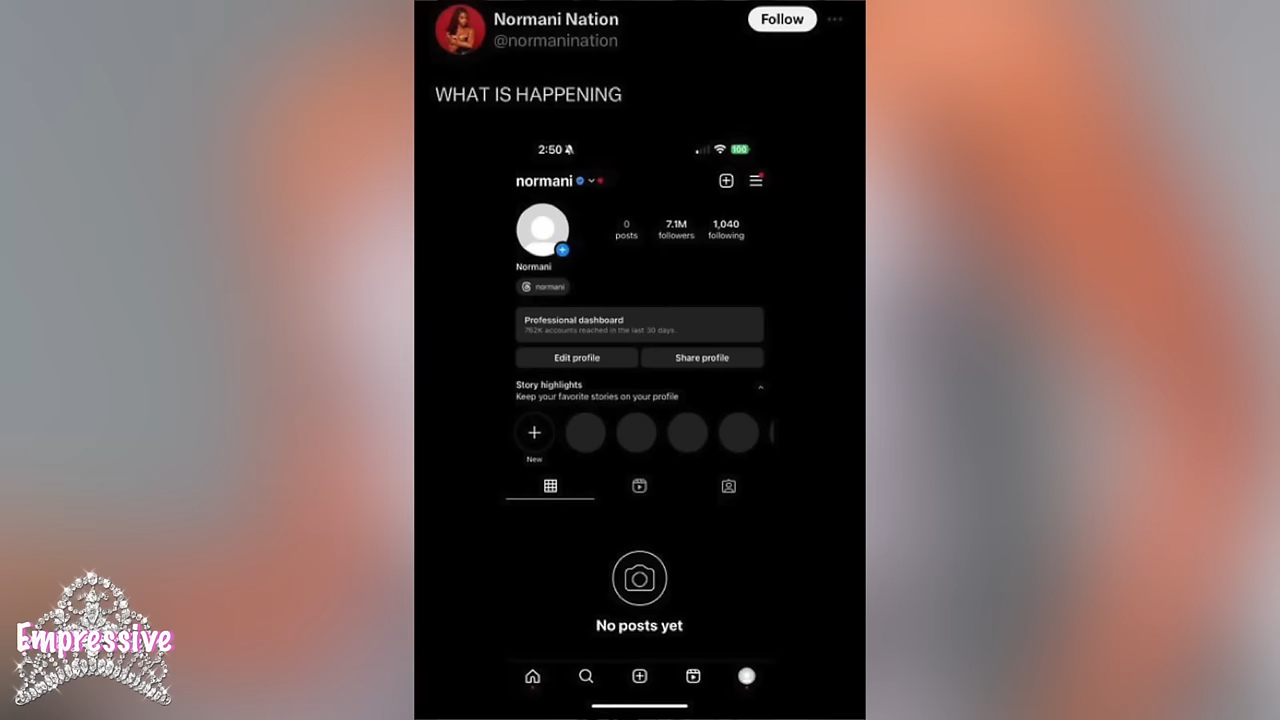 Normani Nation
Follow
@normanination
WHAT IS HAPPENING
2:50
100
normani
0
7.1M
1,040
posts
followers
following
Normani
normani
Professional dashboard
762K accounts reached in the last 30 days.
Edit profile
Share profile
Story highlights
Keep your favorite stories on your profile
New
No posts yet
Empressive